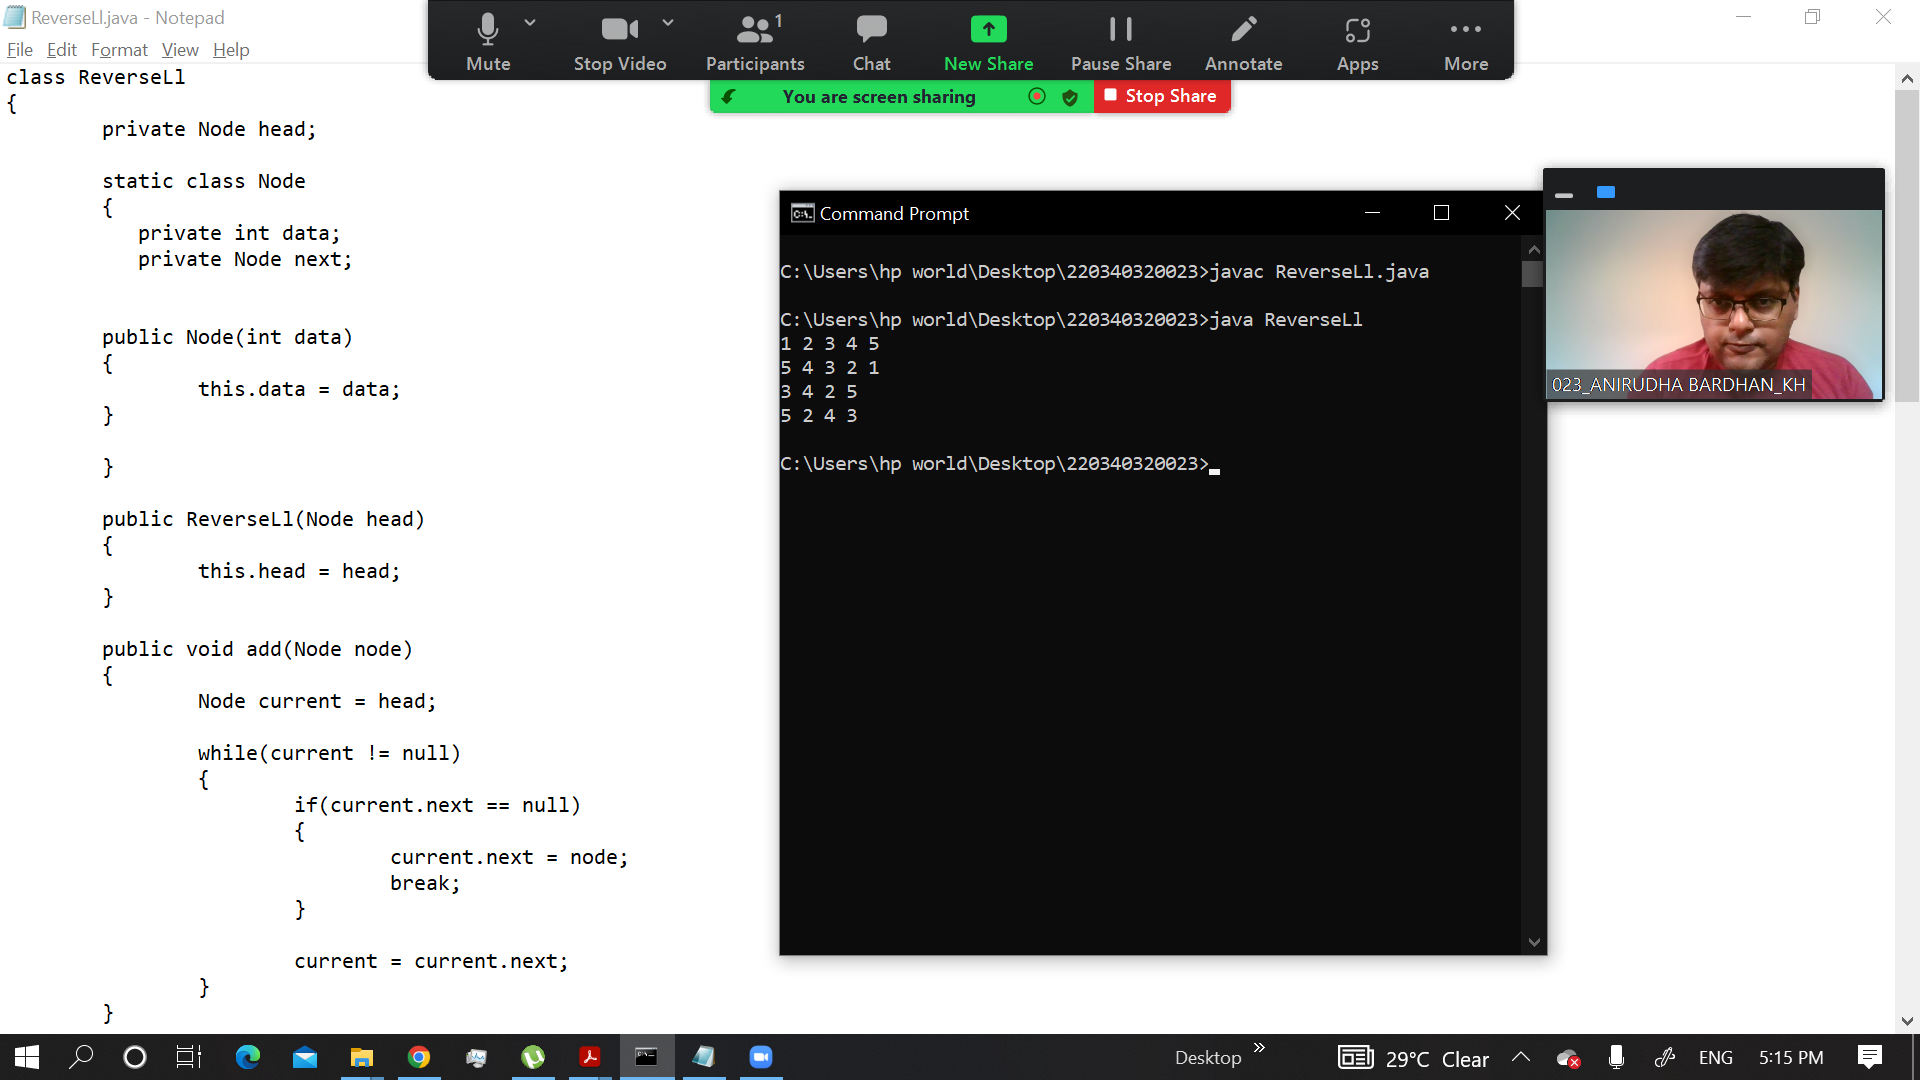 ReverseLl.java - Notepad
File Edit Format View Help
Mute
Stop Video
1
Participants
Chat
New Share
Pause Share
Annotate
Apps
More
You are screen sharing
Stop Share
class ReverseLl
{
private Node head;
static class Node
{
private int data;
private Node next;
public Node(int data)
{
this.data = data;
}
}
public ReverseLl(Node head)
{
this.head = head;
}
public void add(Node node)
{
Node current = head;
while(current != null)
{
if(current.next == null)
{
current.next = node;
break;
}
current = current.next;
}
}
C:\. Command Prompt
C:\Users\hp world\Desktop\220340320023>javac ReverseLl.java
C:\Users\hp world\Desktop\220340320023>java ReverseLl
1 2 3 4 5
5 4 3 2 1
3 4 2 5
5 2 4 3
C:\Users\hp world\Desktop\220340320023>
023_ANIRUDHA BARDHAN_KH
Desktop
29°C Clear
ENG
5:15 PM